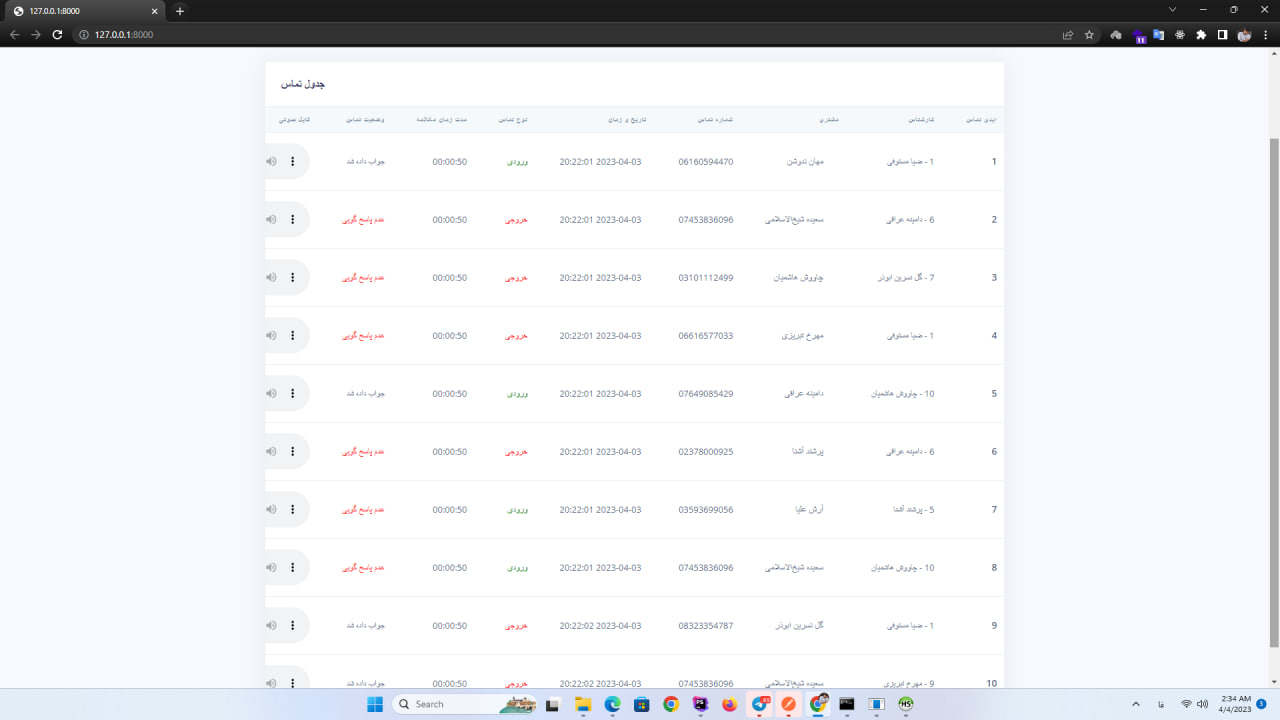 127.0.0.1:8000
127.0.0.1:8000
11
جدول تماس
ایدی تماس کارشناس مشتری شماره تماس تاریخ و زمان نوع تماس مدت زمان مکالمه وضعیت تماس فایل صوتی
1 1 - ضیا مستوفی مهان تدوشن 06160594470 2023-04-03 20:22:01 ورودی 00:00:50 جواب داده شد
2 6 - دامینه عراقی سعیده شیخ‌الاسلامی 07453836096 2023-04-03 20:22:01 خروجی 00:00:50 عدم پاسخ گویی
3 7 - گل نسرین ابوذر چاووش هاشمیان 03101112499 2023-04-03 20:22:01 خروجی 00:00:50 عدم پاسخ گویی
4 1 - ضیا مستوفی مهرخ تبریزی 06616577033 2023-04-03 20:22:01 خروجی 00:00:50 عدم پاسخ گویی
5 10 - چاووش هاشمیان دامینه عراقی 07649085429 2023-04-03 20:22:01 ورودی 00:00:50 جواب داده شد
6 6 - دامینه عراقی پرشند آشنا 02378000925 2023-04-03 20:22:01 خروجی 00:00:50 عدم پاسخ گویی
7 5 - پرشند آشنا آرش علیا 03593699056 2023-04-03 20:22:01 ورودی 00:00:50 عدم پاسخ گویی
8 10 - چاووش هاشمیان سعیده شیخ‌الاسلامی 07453836096 2023-04-03 20:22:01 ورودی 00:00:50 عدم پاسخ گویی
9 1 - ضیا مستوفی گل نسرین ابوذر 08323354787 2023-04-03 20:22:02 خروجی 00:00:50 جواب داده شد
10 9 - مهرخ تبریزی سعیده شیخ‌الاسلامی 07453836096 2023-04-03 20:22:02 خروجی 00:00:50 جواب داده شد
Search
PS
HS
فا
2:34 AM
4/4/2023
3